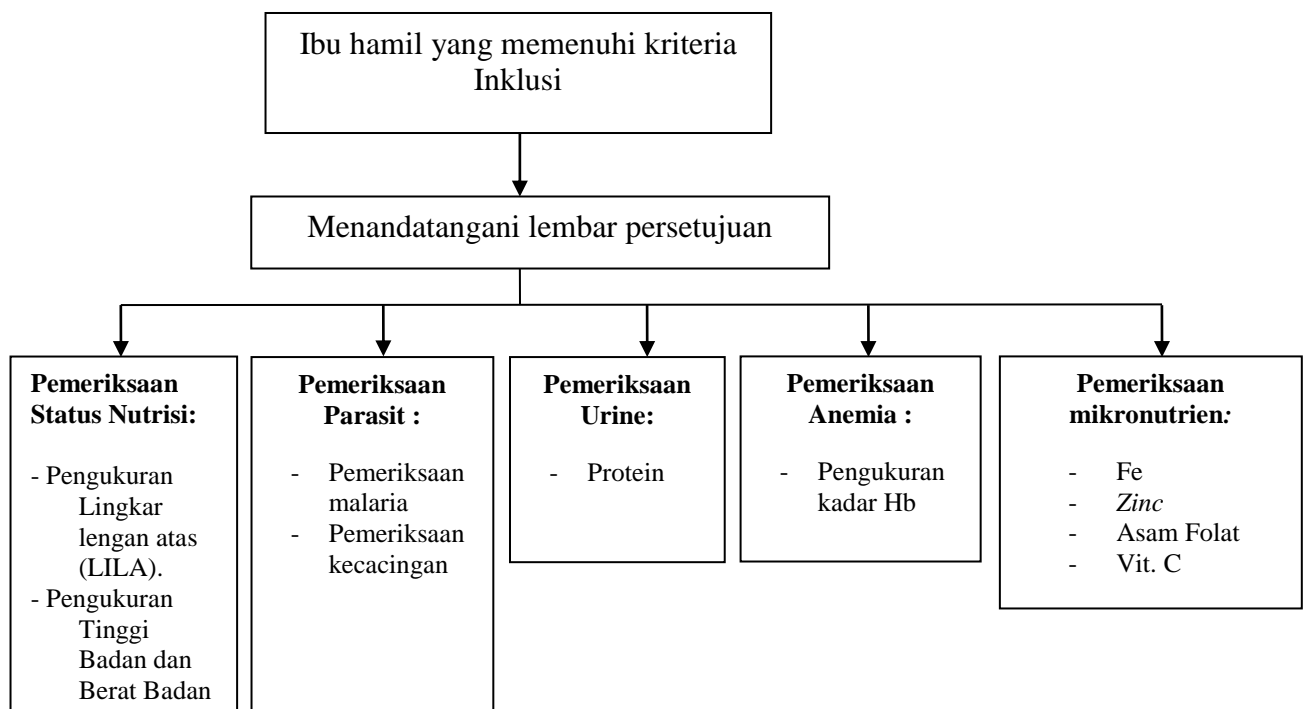 Ibu hamil yang memenuhi kriteria
Inklusi
Menandatangani lembar persetujuan
Pemeriksaan
Status Nutrisi:
- Pengukuran
Lingkar
lengan atas
(LILA).
- Pengukuran
Tinggi
Badan dan
Berat Badan
Pemeriksaan
Parasit :
- Pemeriksaan
malaria
- Pemeriksaan
kecacingan
Pemeriksaan
Urine:
- Protein
Pemeriksaan
Anemia :
- Pengukuran
kadar Hb
Pemeriksaan
mikronutrien:
- Fe
- Zinc
- Asam Folat
- Vit. C